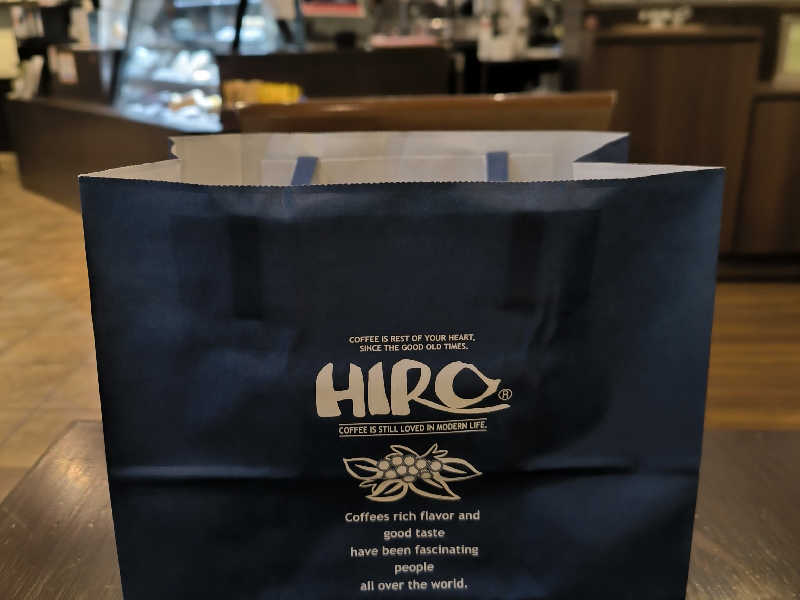 COFFEE IS REST OF YOUR HEART,
SINCE THE GOOD OLD TIMES.
HIRO®
COFFEE IS STILL LOVED IN MODERN LIFE.
Coffees rich flavor and
good taste
have been fascinating
people
all over the world.